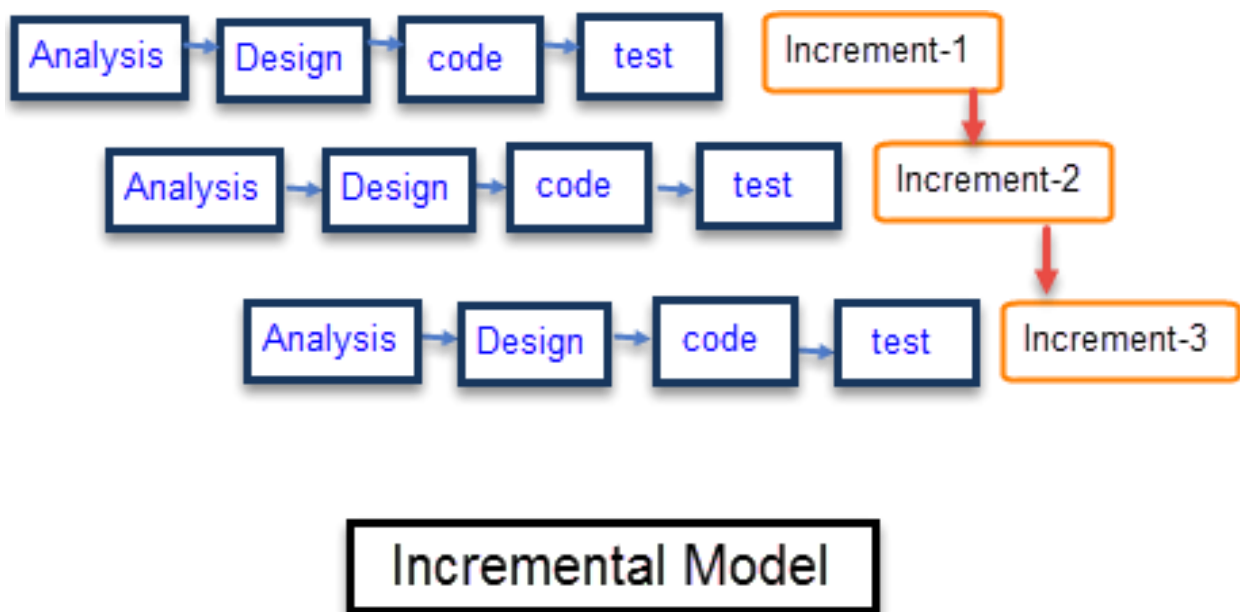 Analysis Design code test Increment-1
Analysis Design code test Increment-2
Analysis Design code test Increment-3
Incremental Model